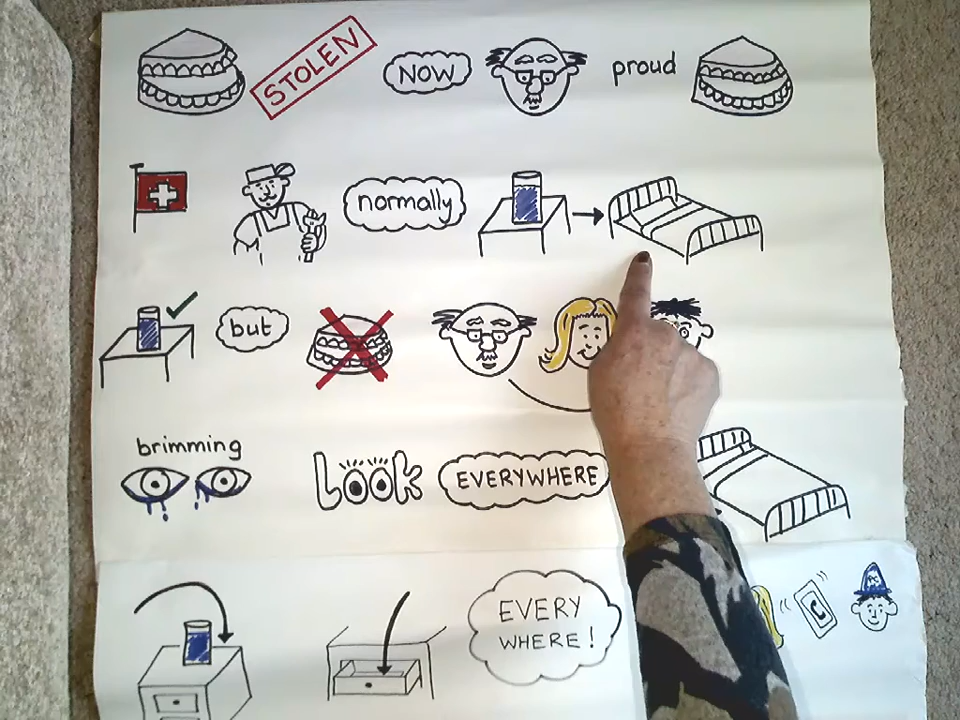 STOLEN
NOW
proud
normally
but
brimming
LOOK
EVERYWHERE
EVERY
WHERE!